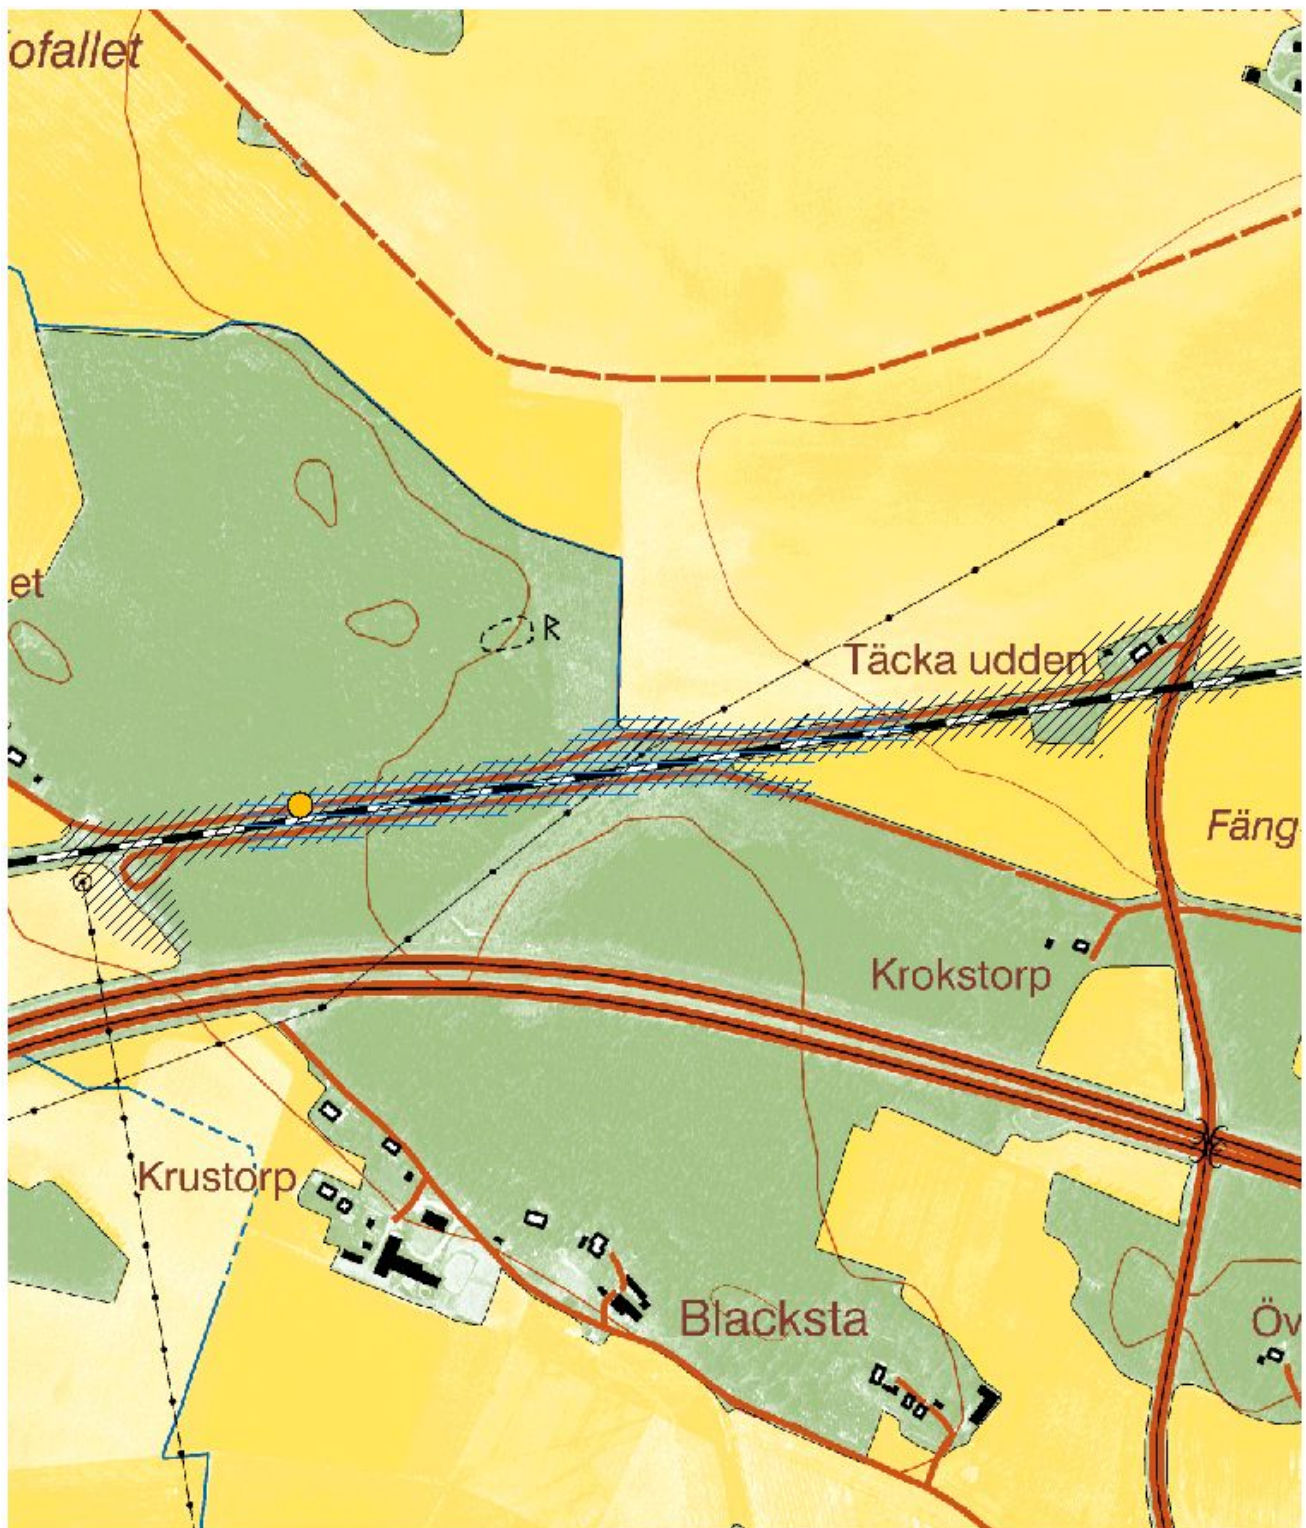 ofallet
et
R
Täcka udden
Fäng
Krokstorp
Krustorp
Blacksta
Öv